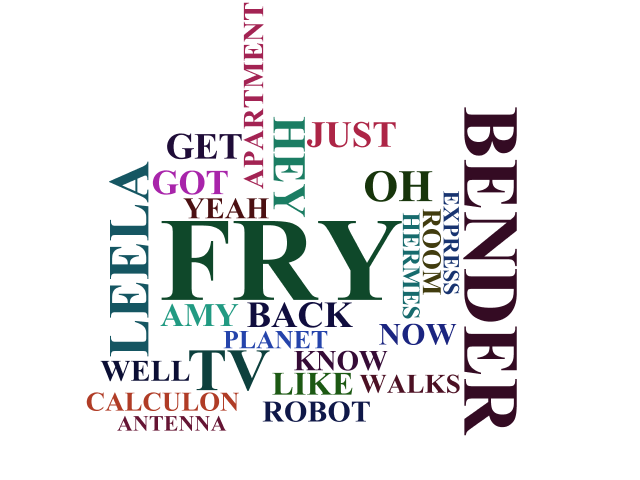 APARTMENT
HEY
JUST
GET
GOT
YEAH
OH
BENDER
LEELA
FRY
HERMES
ROOM
EXPRESS
AMY
BACK
PLANET
NOW
WELL
TV
KNOW
LIKE
WALKS
CALCULON
ROBOT
ANTENNA